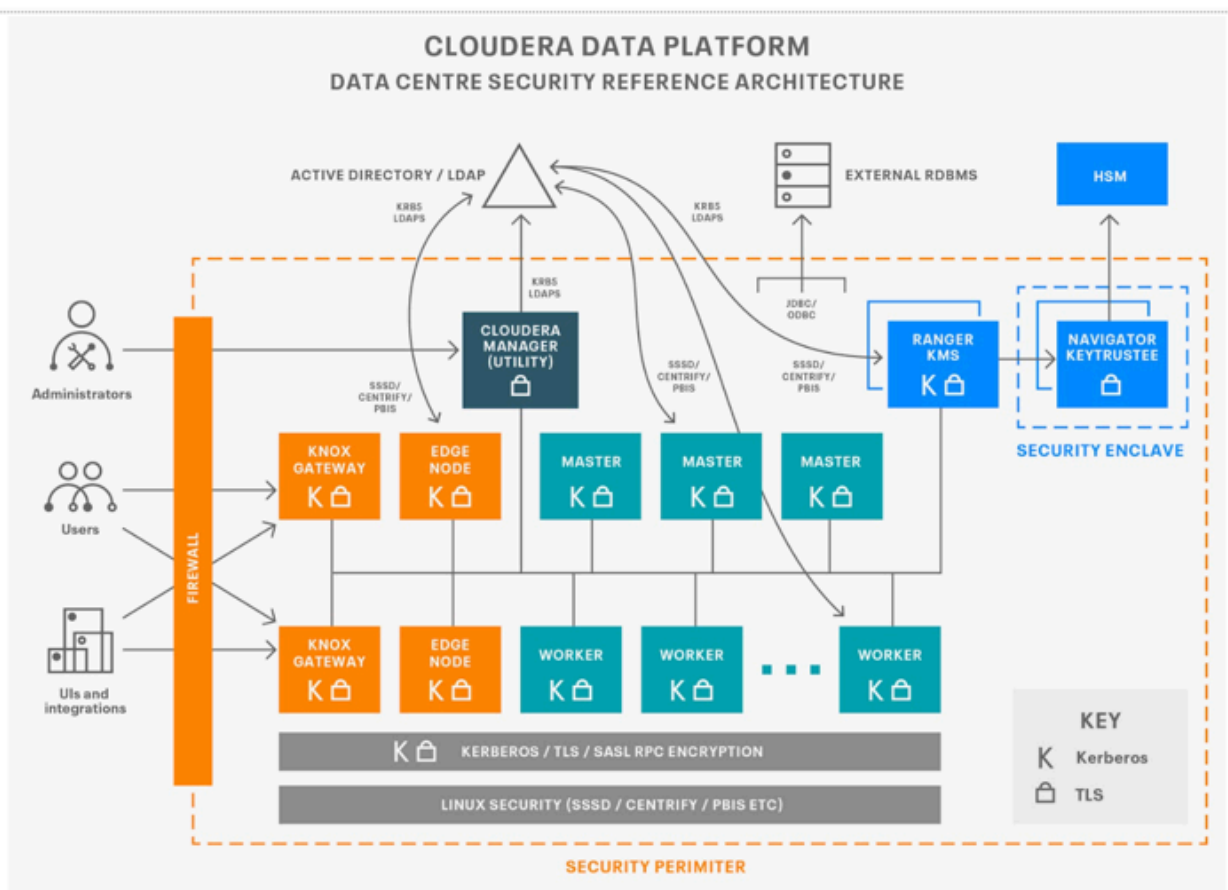 CLOUDERA DATA PLATFORM
DATA CENTRE SECURITY REFERENCE ARCHITECTURE
ACTIVE DIRECTORY / LDAP
EXTERNAL RDBMS
HSM
KRB5
LDAPS
KRB5
LDAPS
KRB5
LDAPS
JDBC/
ODBC
Administrators
CLOUDERA
MANAGER
(UTILITY)
RANGER
KMS
K
NAVIGATOR
KEYTRUSTEE
SSSD/
CENTRIFY/
PBIS
SSSD/
CENTRIFY/
PBIS
SSSD/
CENTRIFY/
PBIS
SECURITY ENCLAVE
Users
FIREWALL
KNOX
GATEWAY
K
EDGE
NODE
K
MASTER
K
MASTER
K
MASTER
K
UIs and
integrations
KNOX
GATEWAY
K
EDGE
NODE
K
WORKER
K
WORKER
K
WORKER
K
K KERBEROS / TLS / SASL RPC ENCRYPTION
LINUX SECURITY (SSSD / CENTRIFY / PBIS ETC)
KEY
K Kerberos
TLS
SECURITY PERIMITER